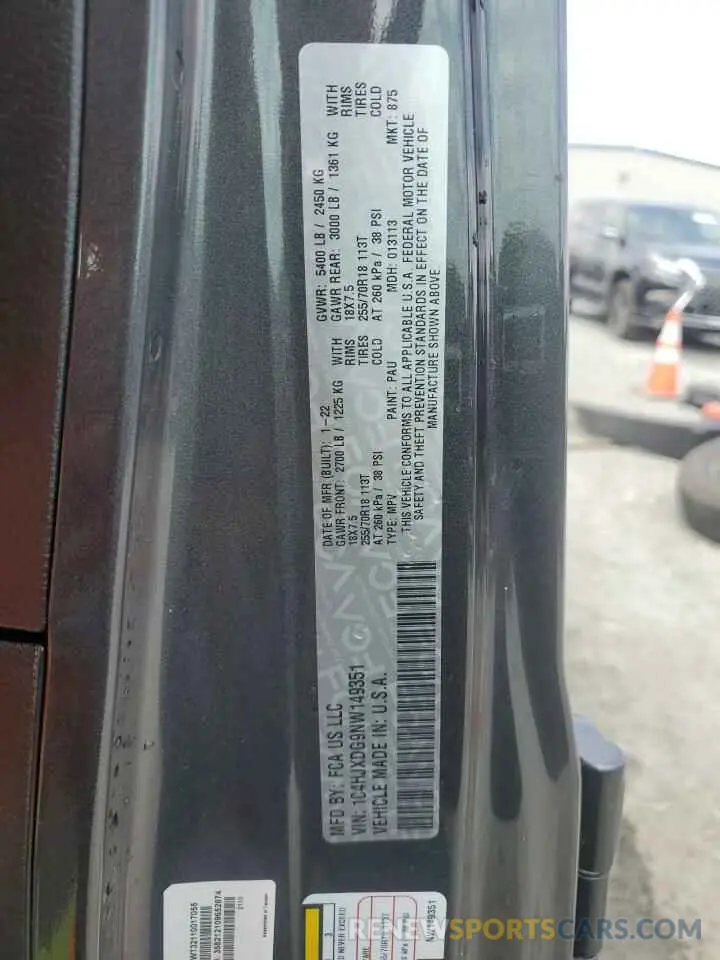 MFD BY: FCA US LLC
DATE OF MFR (BUILT): 1-22
GVWR: 5400 LB / 2450 KG
VIN: 1C4HJXDG9NW149351
GAWR FRONT: 2700 LB / 1225 KG WITH
GAWR REAR: 3000 LB / 1361 KG WITH
VEHICLE MADE IN: U.S.A.
18X7.5 RIMS
18X7.5 RIMS
255/70R18 113T TIRES
255/70R18 113T TIRES
AT 260 kPa / 38 PSI COLD
AT 260 kPa / 38 PSI COLD
TYPE: MPV
PAINT: PAU
MDH: 013113
MKT: 875
THIS VEHICLE CONFORMS TO ALL APPLICABLE U.S.A. FEDERAL MOTOR VEHICLE
SAFETY AND THEFT PREVENTION STANDARDS IN EFFECT ON THE DATE OF
MANUFACTURE SHOWN ABOVE
NW149351
REVIEWSPORTSCARS.COM